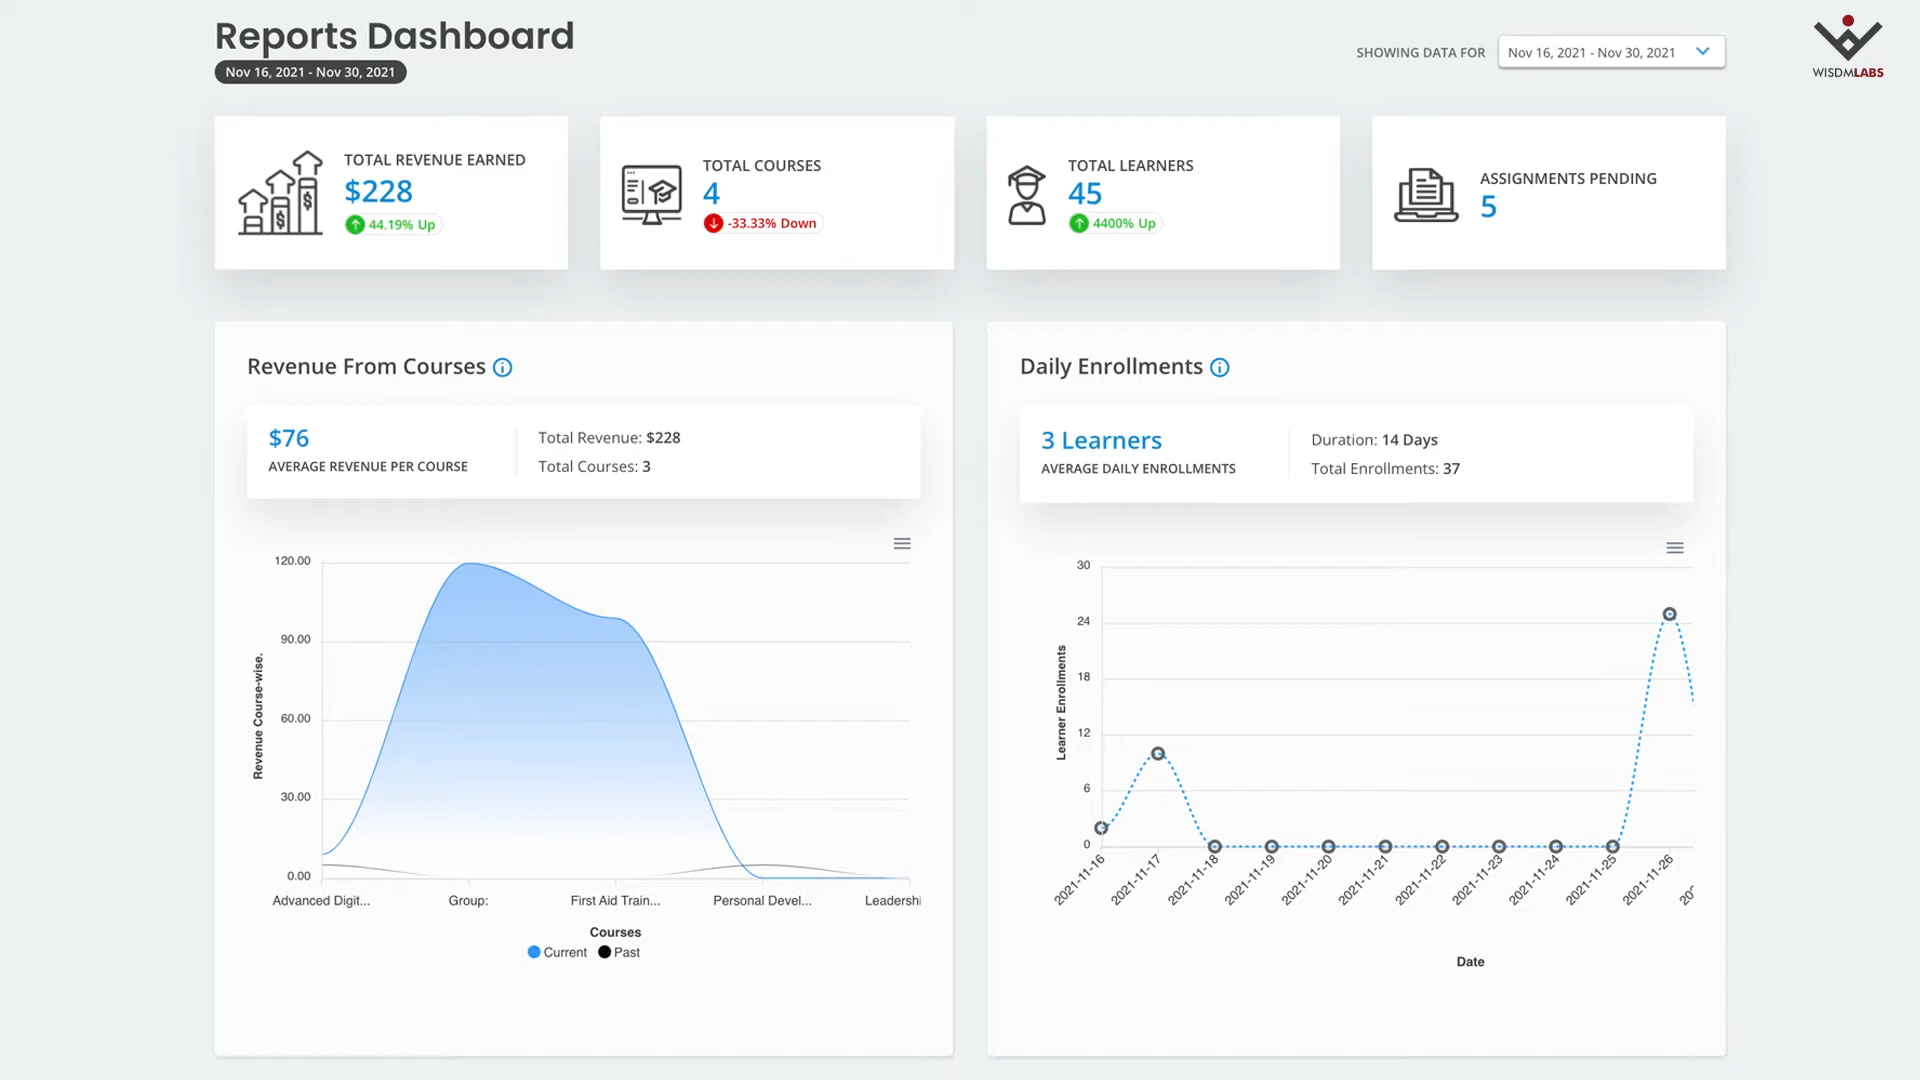 Reports Dashboard
Nov 16, 2021 - Nov 30, 2021
SHOWING DATA FOR
Nov 16, 2021 - Nov 30, 2021
WISDMLABS
TOTAL REVENUE EARNED
$228
44.19% Up
TOTAL COURSES
4
-33.33% Down
TOTAL LEARNERS
45
4400% Up
ASSIGNMENTS PENDING
5
Revenue From Courses
$76
AVERAGE REVENUE PER COURSE
Total Revenue: $228
Total Courses: 3
120.00
90.00
60.00
30.00
0.00
Revenue Course-wise.
Advanced Digit...
Group:
First Aid Train...
Personal Devel...
Leadershi
Courses
Current
Past
Daily Enrollments
3 Learners
AVERAGE DAILY ENROLLMENTS
Duration: 14 Days
Total Enrollments: 37
30
24
18
12
6
0
Learner Enrollments
2021-11-16
2021-11-17
2021-11-18
2021-11-19
2021-11-20
2021-11-21
2021-11-22
2021-11-23
2021-11-24
2021-11-25
2021-11-26
Date